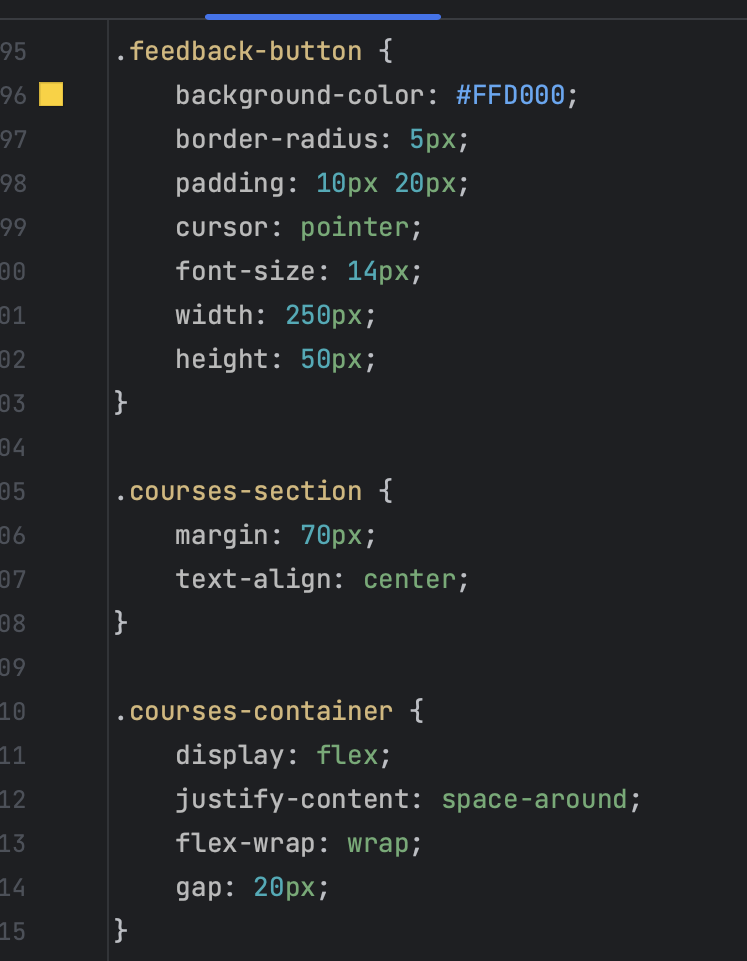 95 .feedback-button {
96 background-color: #FFD000;
97 border-radius: 5px;
98 padding: 10px 20px;
99 cursor: pointer;
00 font-size: 14px;
01 width: 250px;
02 height: 50px;
03 }
04
05 .courses-section {
06 margin: 70px;
07 text-align: center;
08 }
09
10 .courses-container {
11 display: flex;
12 justify-content: space-around;
13 flex-wrap: wrap;
14 gap: 20px;
15 }